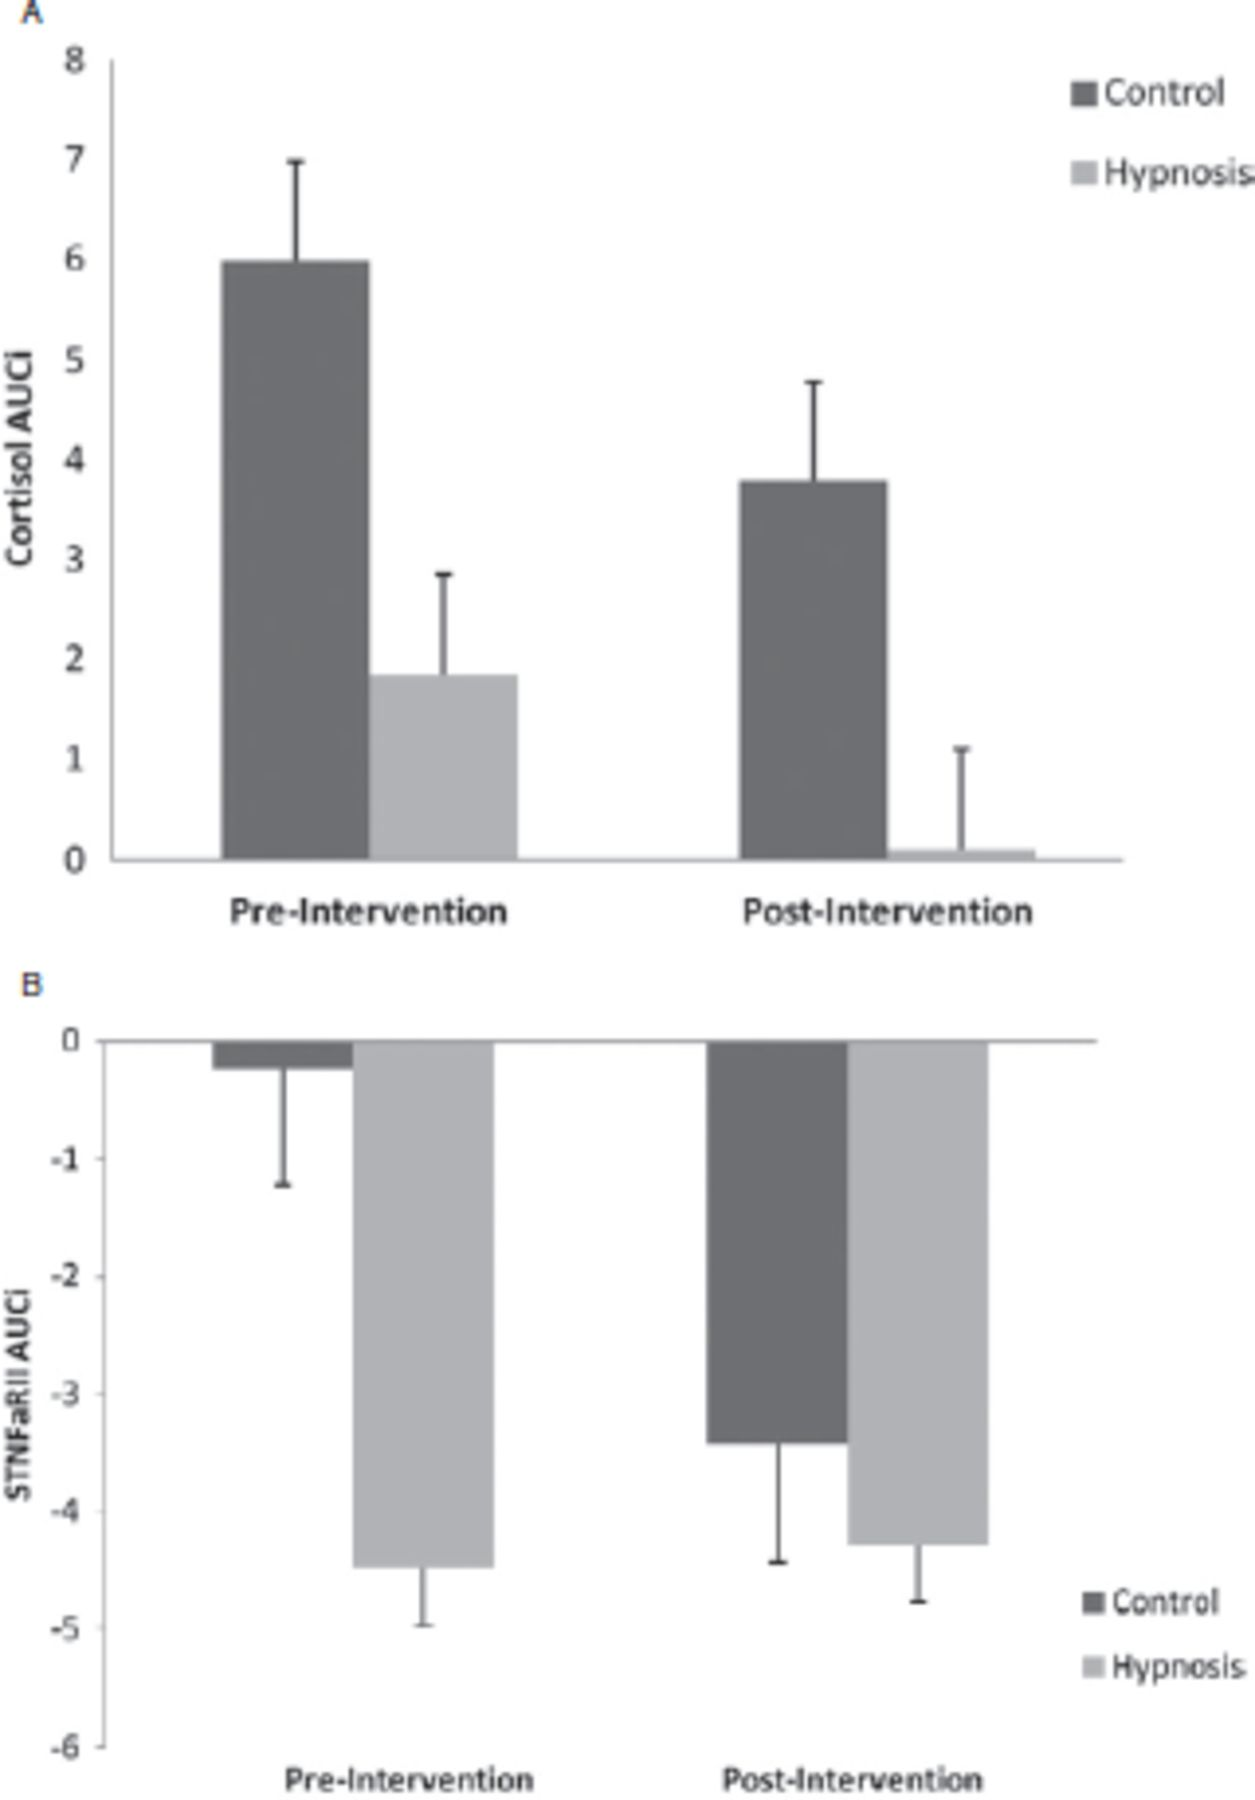 A
8
7
6
5
4
3
2
1
0
Cortisol AUCi
Control
Hypnosis
Pre-Intervention Post-Intervention
B
0
-1
-2
-3
-4
-5
-6
STNFaRII AUCi
Control
Hypnosis
Pre-Intervention Post-Intervention